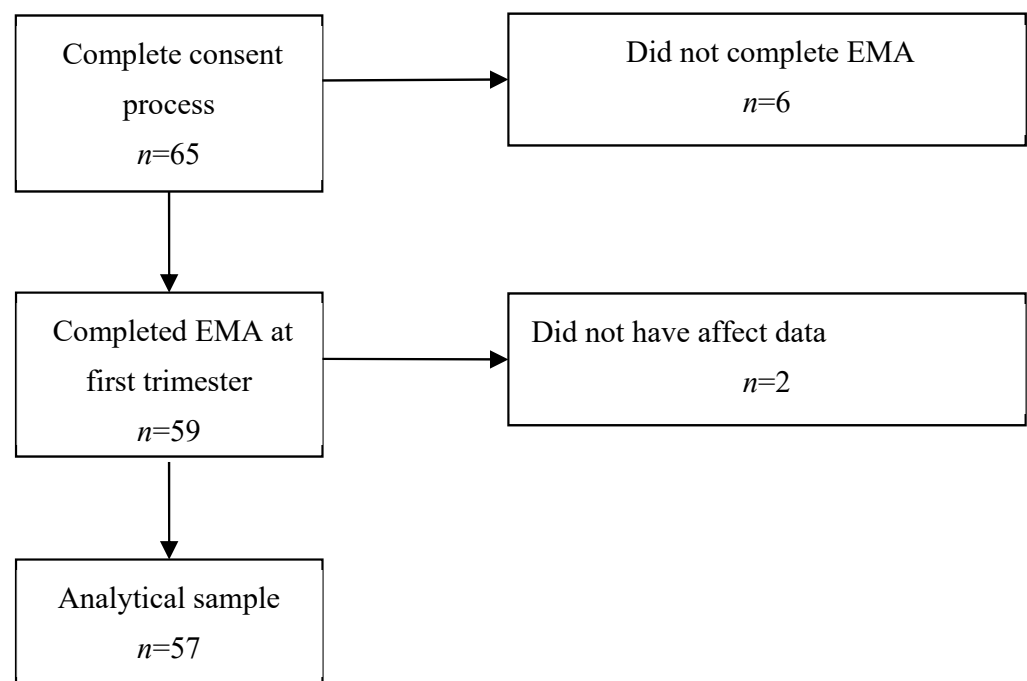 Complete consent
process
n=65
Did not complete EMA
n=6
Completed EMA at
first trimester
n=59
Did not have affect data
n=2
Analytical sample
n=57